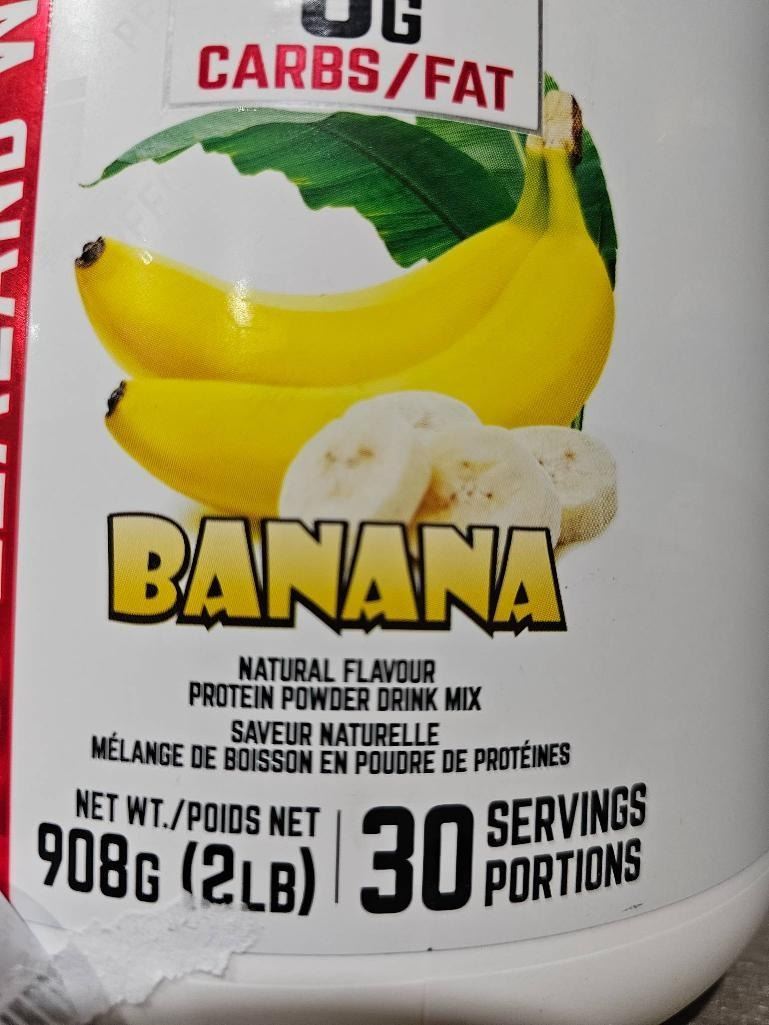 G
CARBS/FAT
BANANA
NATURAL FLAVOUR
PROTEIN POWDER DRINK MIX
SAVEUR NATURELLE
MÉLANGE DE BOISSON EN POUDRE DE PROTÉINES
NET WT./POIDS NET
908G (2LB)
30 SERVINGS
PORTIONS